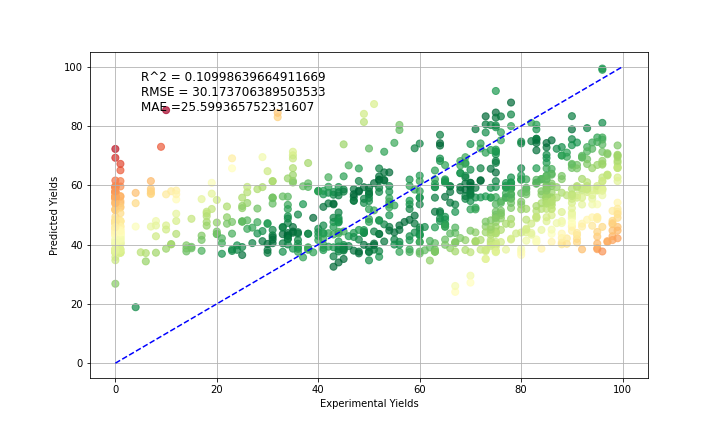 R^2 = 0.10998639664911669
RMSE = 30.173706389503533
MAE =25.599365752331607
100
80
60
40
20
0
Predicted Yields
0 20 40 60 80 100
Experimental Yields